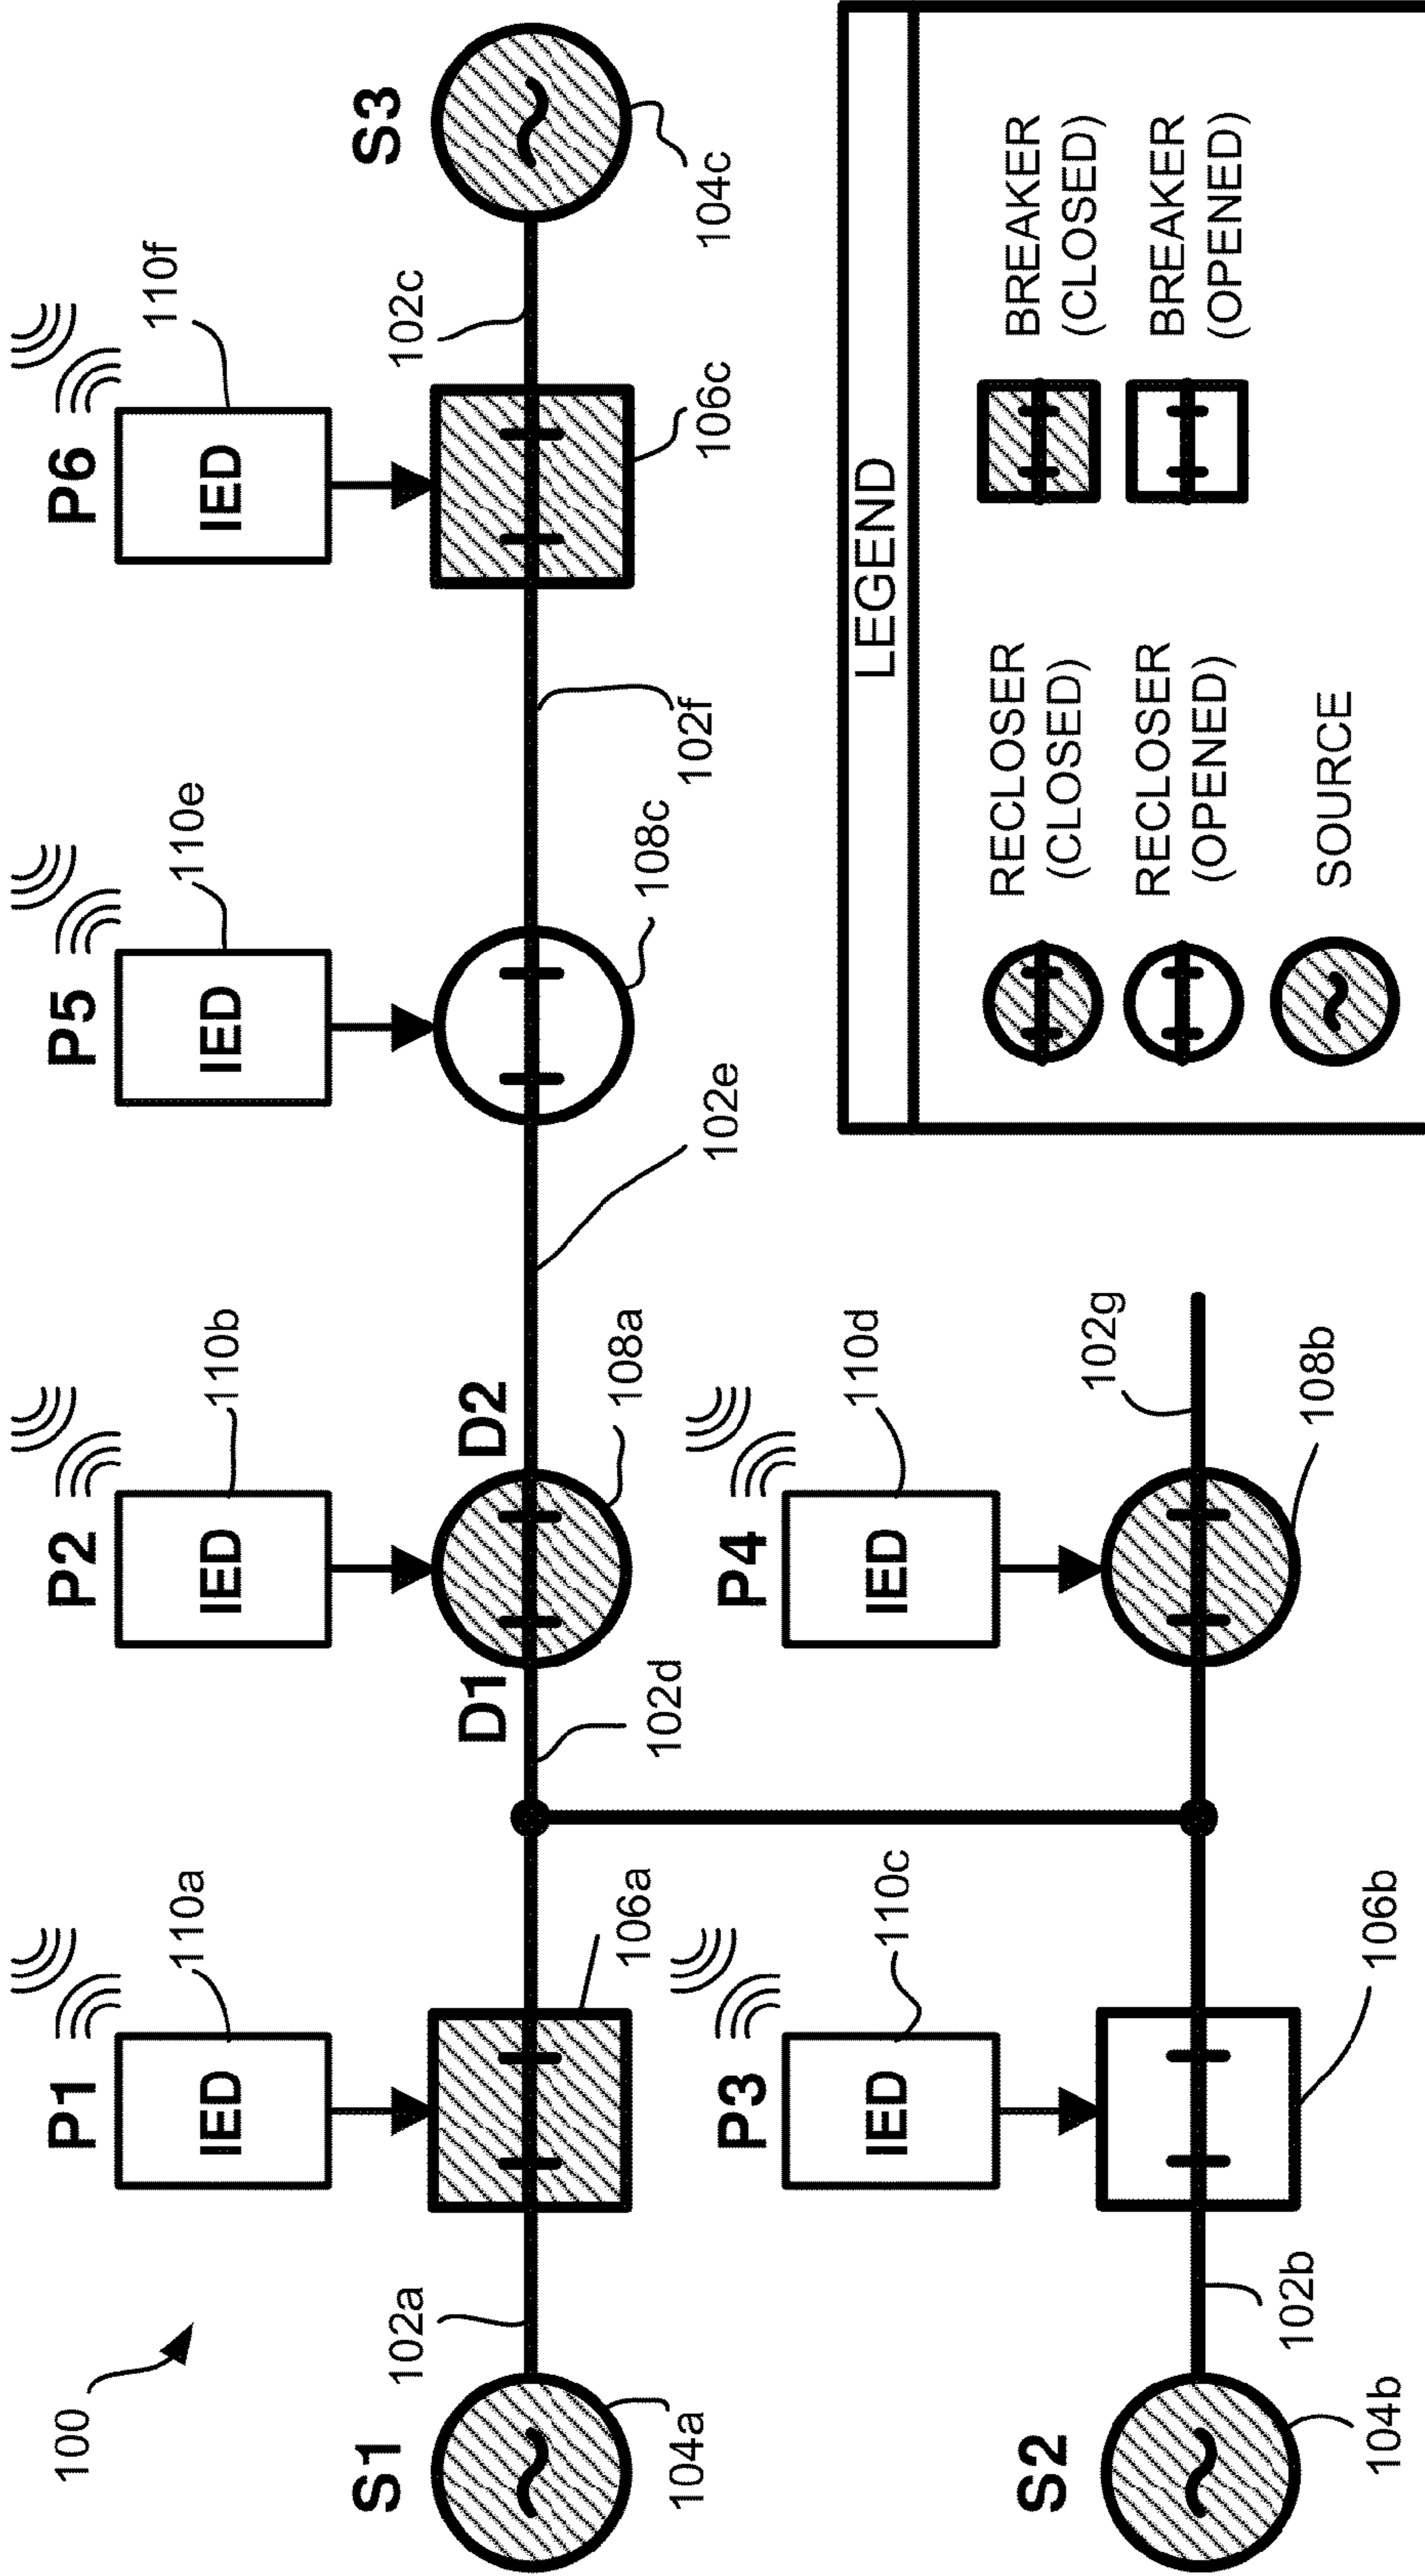 100
P1
110a
P2
110b
P5
110e
P6
110f
IED
IED
IED
IED
S1
102a
D1
D2
102c
S3
104a
106a
102d
108a
102e
108c
102f
106c
104c
P3
110c
P4
110d
IED
IED
S2
102b
102g
104b
106b
108b
LEGEND
RECLOSER
(CLOSED)
BREAKER
(CLOSED)
RECLOSER
(OPENED)
BREAKER
(OPENED)
SOURCE